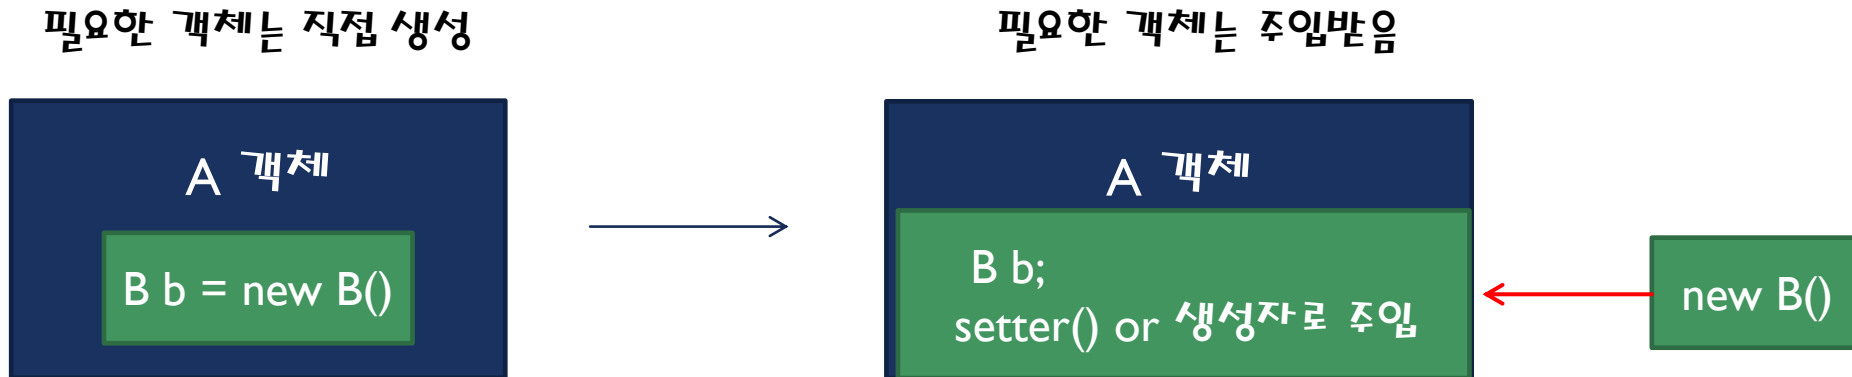 필요한 객체는 직접 생성
필요한 객체는 주입받음
A 객체
B b = new B()
A 객체
B b;
setter() or 생성자로 주입
new B()